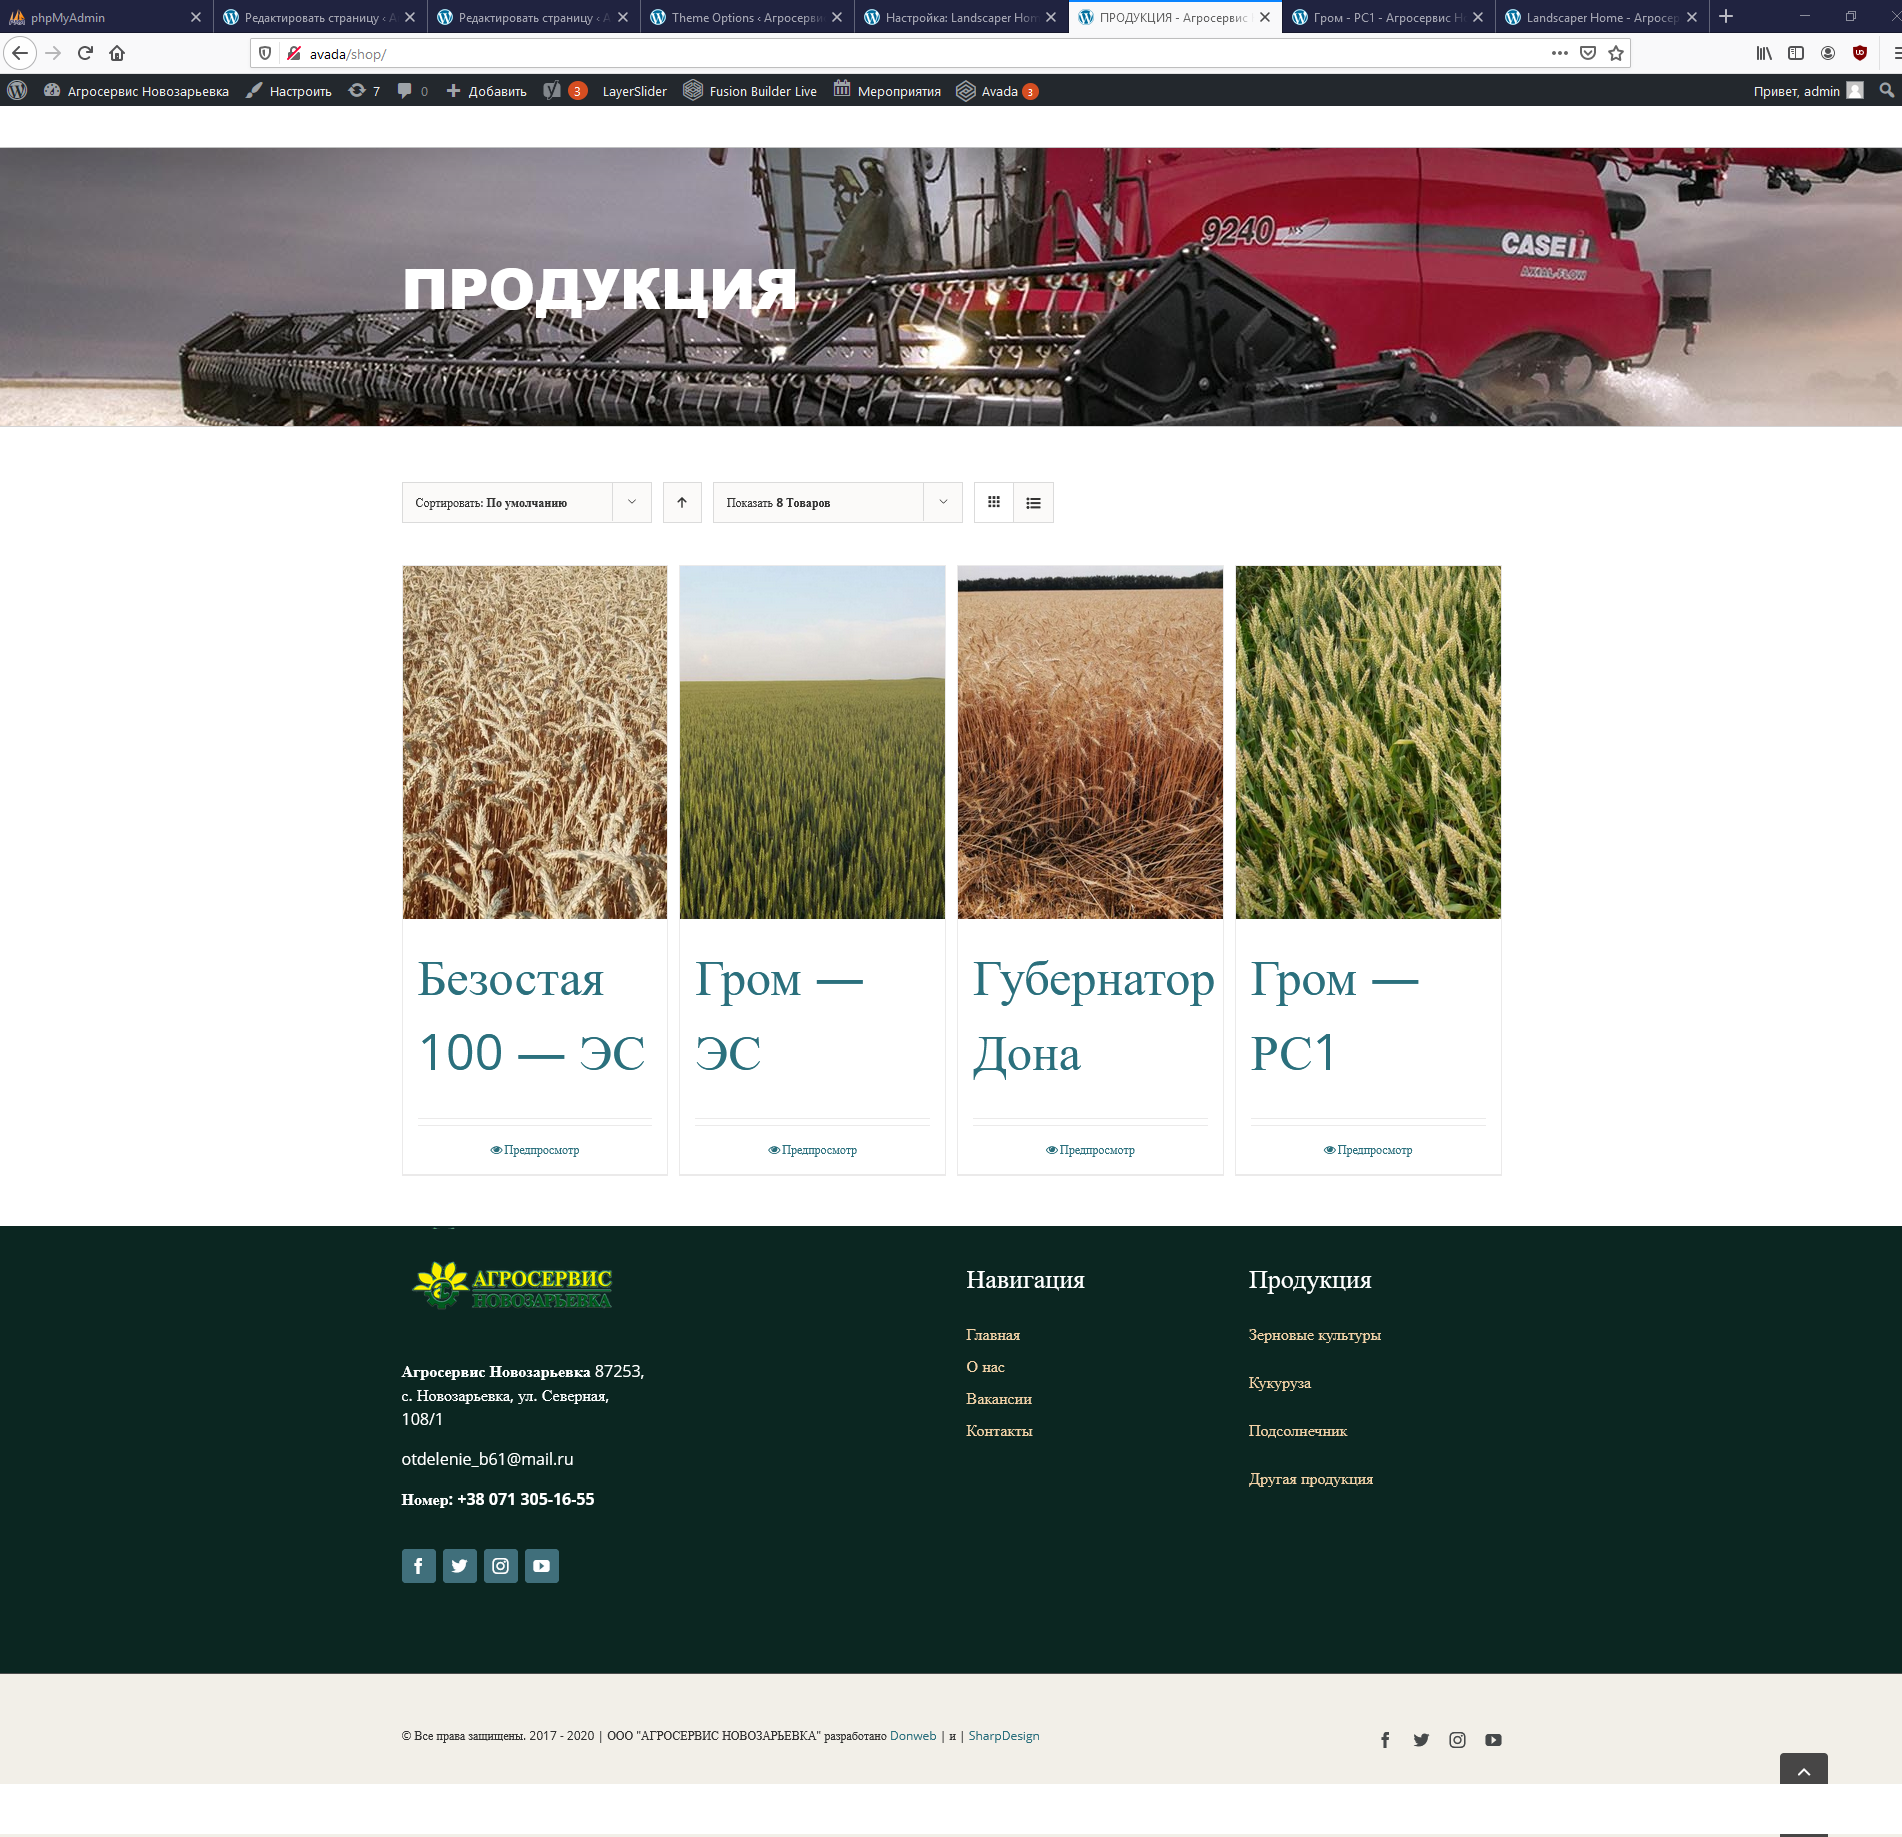 phpMyAdmin
Редактировать страницу ‹ А
Редактировать страницу ‹ А
Theme Options ‹ Агросервис
Настройка: Landscaper Hom
ПРОДУКЦИЯ - Агросервис
Гром - РС1 - Агросервис Но
Landscaper Home - Агросер
avada/shop/
Агросервис Новозарьевка
Настроить
7
0
Добавить
3
LayerSlider
Fusion Builder Live
Мероприятия
Avada 3
Привет, admin
9240 AFS
CASE IH
AXIAL-FLOW
ПРОДУКЦИЯ
Сортировать: По умолчанию
Показать 8 Товаров
Безостая
100 — ЭС
Предпросмотр
Гром —
ЭС
Предпросмотр
Губернатор
Дона
Предпросмотр
Гром —
РС1
Предпросмотр
АГРОСЕРВИС
НОВОЗАРЬЕВКА
Агросервис Новозарьевка 87253,
с. Новозарьевка, ул. Северная,
108/1
otdelenie_b61@mail.ru
Номер: +38 071 305-16-55
Навигация
Главная
О нас
Вакансии
Контакты
Продукция
Зерновые культуры
Кукуруза
Подсолнечник
Другая продукция
© Все права защищены. 2017 - 2020 | ООО "АГРОСЕРВИС НОВОЗАРЬЕВКА" разработано Donweb | и | SharpDesign